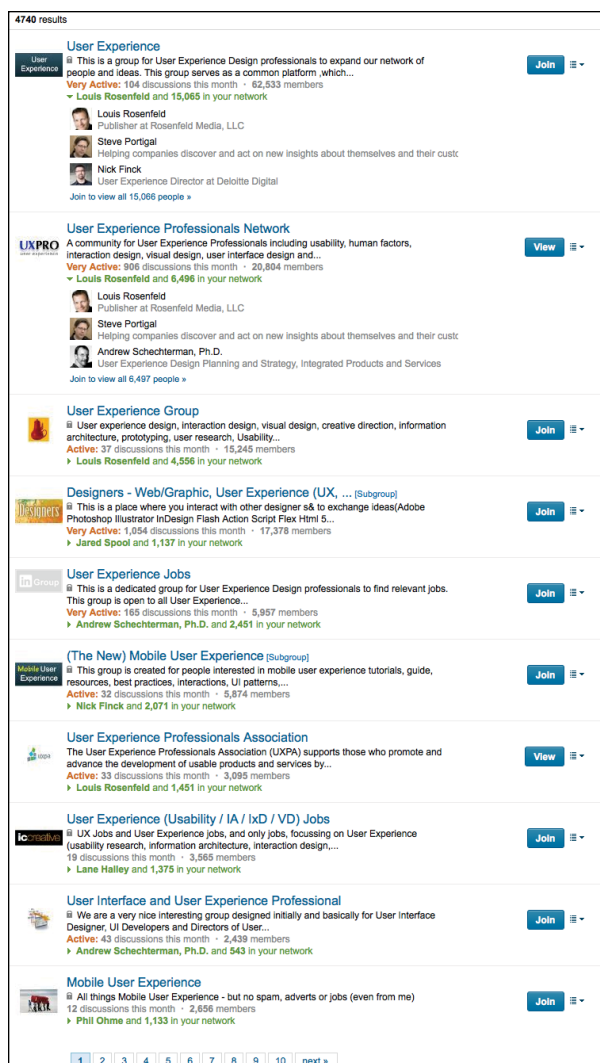 4740 results
User Experience
User
Experience
This is a group for User Experience Design professionals to expand our network of
people and ideas. This group serves as a common platform ,which...
Very Active: 104 discussions this month · 62,533 members
Louis Rosenfeld and 15,065 in your network
Join
Louis Rosenfeld
Publisher at Rosenfeld Media, LLC
Steve Portigal
Helping companies discover and act on new insights about themselves and their custo
Nick Finck
User Experience Director at Deloitte Digital
Join to view all 15,066 people »
User Experience Professionals Network
UXPRO
user experience
A community for User Experience Professionals including usability, human factors,
interaction design, visual design, user interface design and...
Very Active: 906 discussions this month · 20,804 members
Louis Rosenfeld and 6,496 in your network
View
Louis Rosenfeld
Publisher at Rosenfeld Media, LLC
Steve Portigal
Helping companies discover and act on new insights about themselves and their custo
Andrew Schechterman, Ph.D.
User Experience Design Planning and Strategy, Integrated Products and Services
Join to view all 6,497 people »
User Experience Group
User experience design, interaction design, visual design, creative direction, information
architecture, prototyping, user research, Usability...
Active: 37 discussions this month · 15,245 members
Louis Rosenfeld and 4,556 in your network
Join
Designers - Web/Graphic, User Experience (UX, ... [Subgroup]
Designers
This is a place where you interact with other designer s& to exchange ideas(Adobe
Photoshop Illustrator InDesign Flash Action Script Flex Html 5...
Very Active: 1,054 discussions this month · 17,378 members
Jared Spool and 1,137 in your network
Join
User Experience Jobs
in Group
This is a dedicated group for User Experience Design professionals to find relevant jobs.
This group is open to all User Experience...
Very Active: 165 discussions this month · 5,957 members
Andrew Schechterman, Ph.D. and 2,451 in your network
Join
(The New) Mobile User Experience [Subgroup]
Mobile User
Experience
This group is created for people interested in mobile user experience tutorials, guide,
resources, best practices, interactions, UI patterns,...
Active: 32 discussions this month · 5,874 members
Nick Finck and 2,071 in your network
Join
User Experience Professionals Association
uxpa
The User Experience Professionals Association (UXPA) supports those who promote and
advance the development of usable products and services by...
Active: 33 discussions this month · 3,095 members
Louis Rosenfeld and 1,451 in your network
View
User Experience (Usability / IA / IxD / VD) Jobs
iccreative
UX Jobs and User Experience jobs, and only jobs, focussing on User Experience
(usability research, information architecture, interaction design,...
19 discussions this month · 3,565 members
Lane Halley and 1,375 in your network
Join
User Interface and User Experience Professional
We are a very nice interesting group designed initially and basically for User Interface
Designer, UI Developers and Directors of User...
Active: 43 discussions this month · 2,439 members
Andrew Schechterman, Ph.D. and 543 in your network
Join
Mobile User Experience
All things Mobile User Experience - but no spam, adverts or jobs (even from me)
12 discussions this month · 2,656 members
Phil Ohme and 1,133 in your network
Join
1 2 3 4 5 6 7 8 9 10 next »